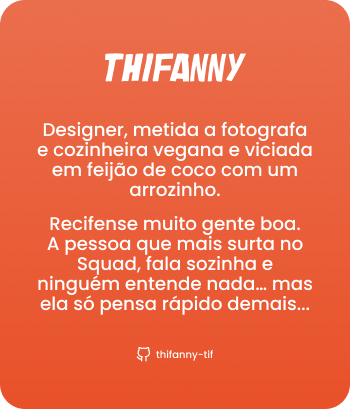 THIFANNY
Designer, metida a fotografa
e cozinheira vegana e viciada
em feijão de coco com um
arrozinho.
Recifense muito gente boa.
A pessoa que mais surta no
Squad, fala sozinha e
ninguém entende nada... mas
ela só pensa rápido demais...
thifanny-tif